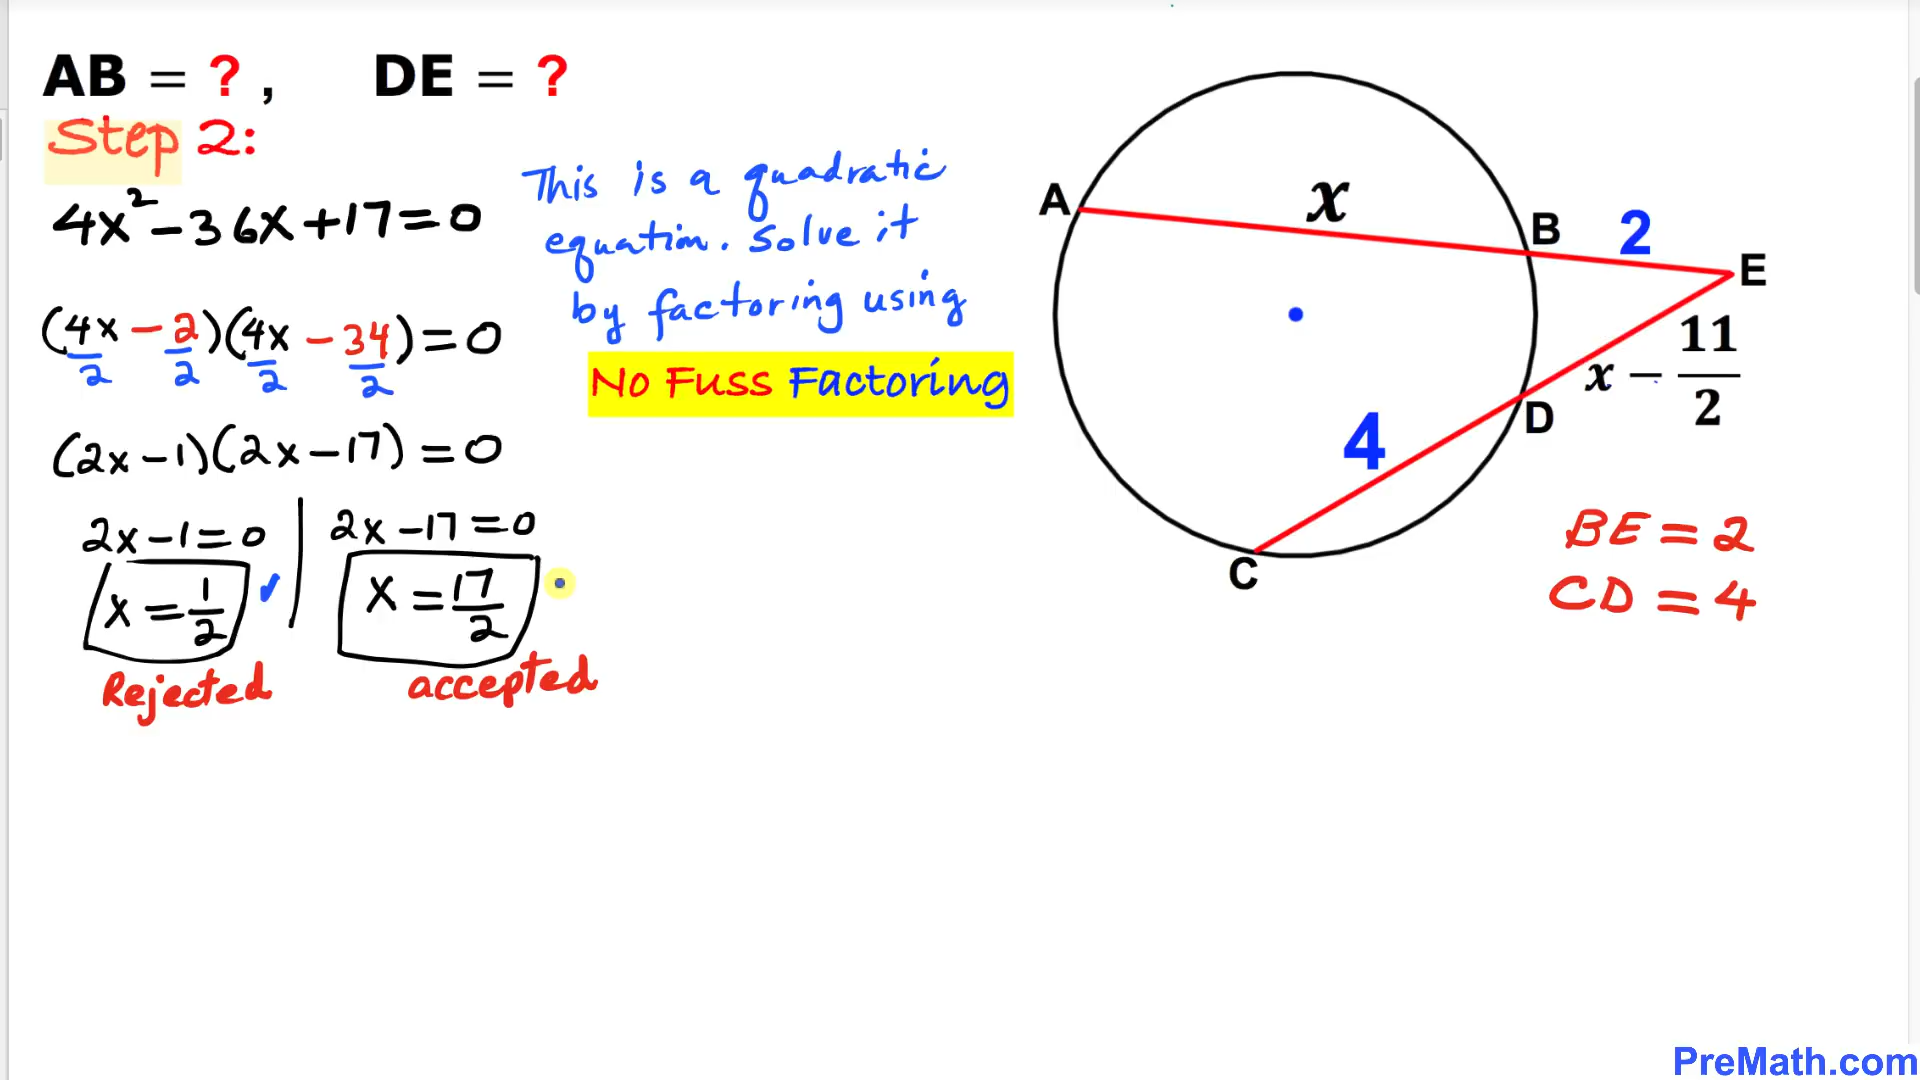 AB = ? , DE = ?
Step 2:
4x² - 36x + 17 = 0
This is a quadratic
equation. Solve it
by factoring using
No Fuss Factoring
(4x/2 - 2/2)(4x/2 - 34/2) = 0
(2x - 1)(2x - 17) = 0
2x - 1 = 0 | 2x - 17 = 0
x = 1/2 ✓
x = 17/2
Rejected
accepted
A
x
B
2
E
x - 11/2
D
4
C
BE = 2
CD = 4
PreMath.com